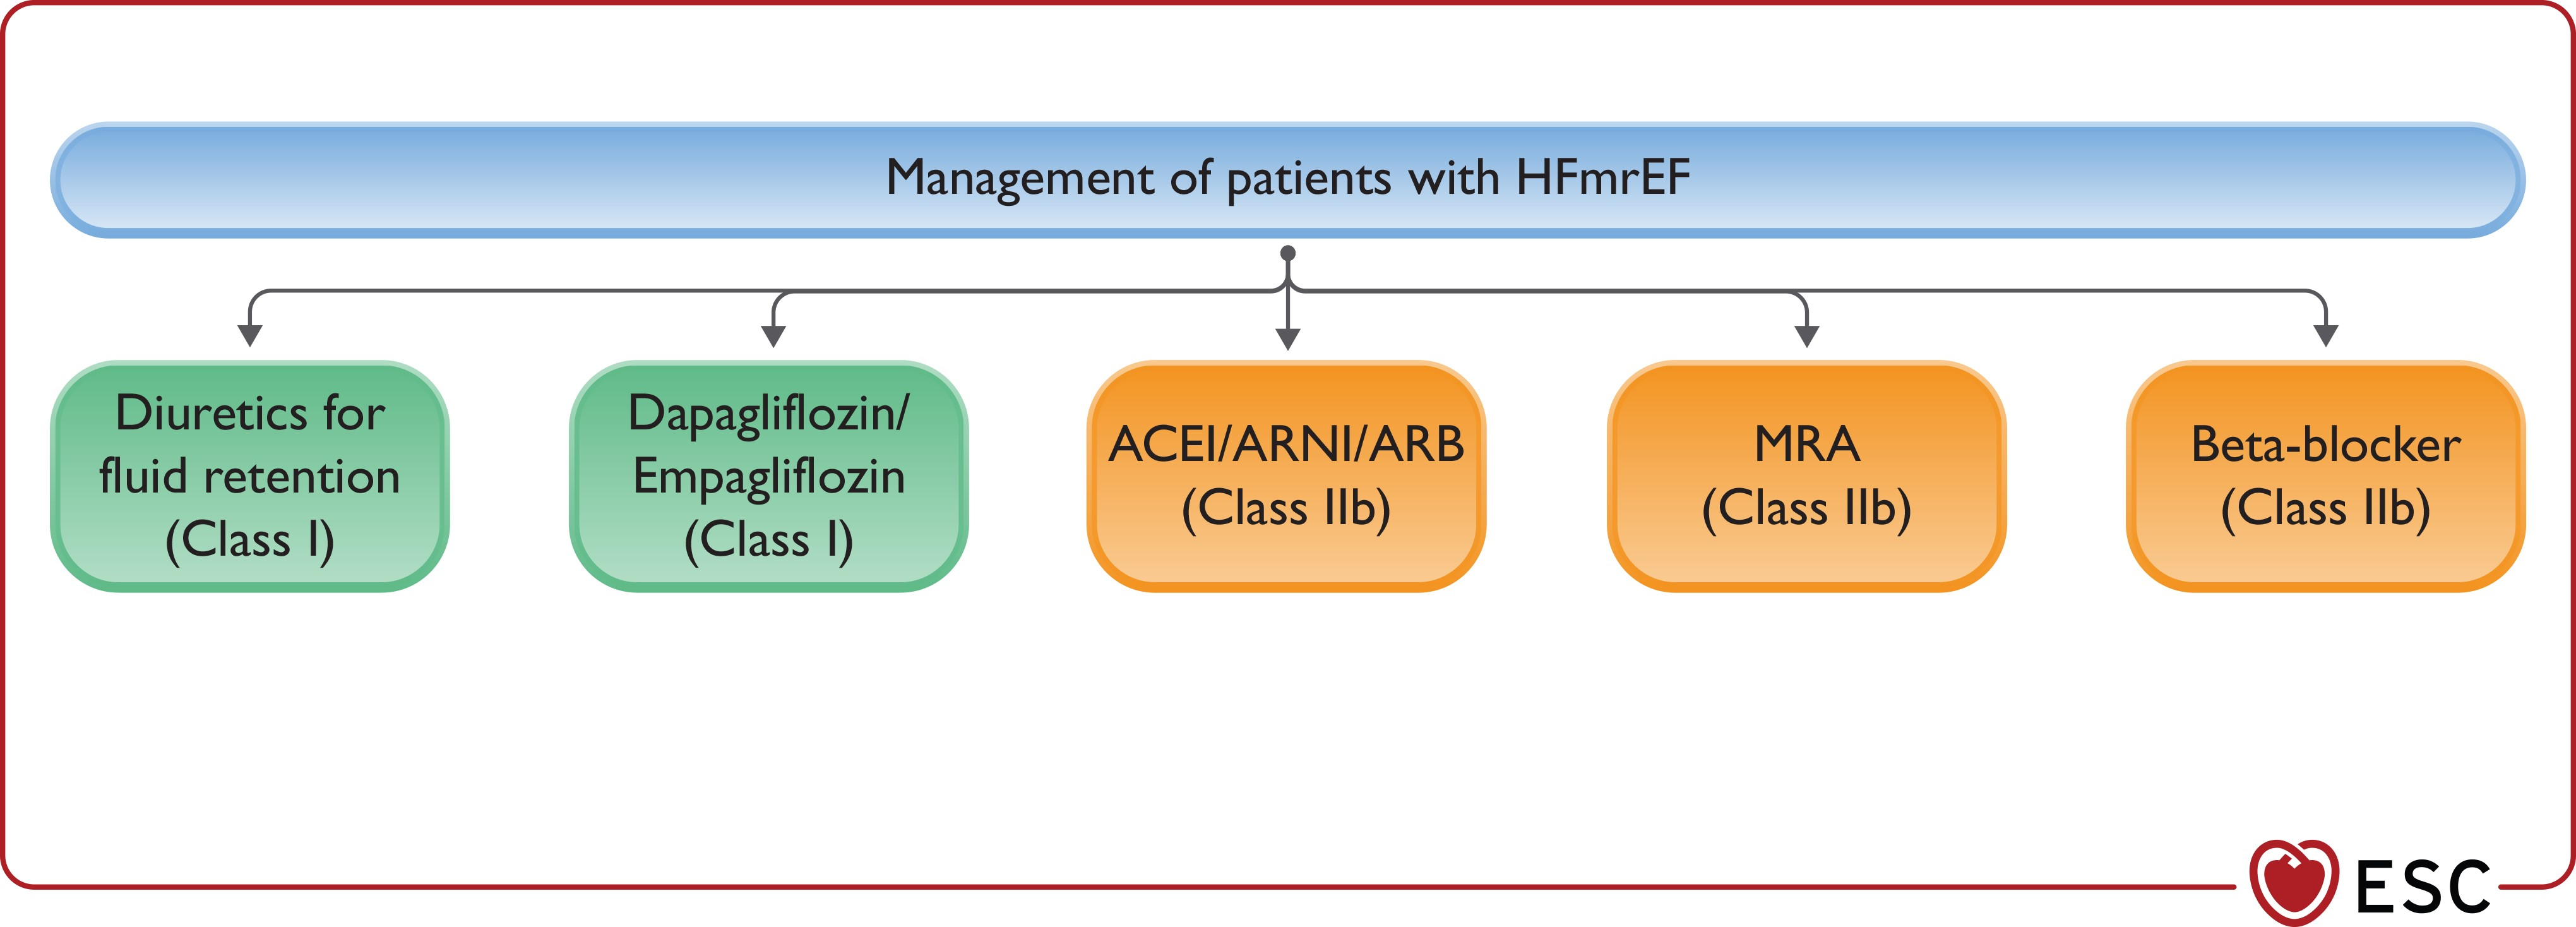 Management of patients with HFmrEF
Diuretics for
fluid retention
(Class I)
Dapagliflozin/
Empagliflozin
(Class I)
ACEI/ARNI/ARB
(Class IIb)
MRA
(Class IIb)
Beta-blocker
(Class IIb)
ESC